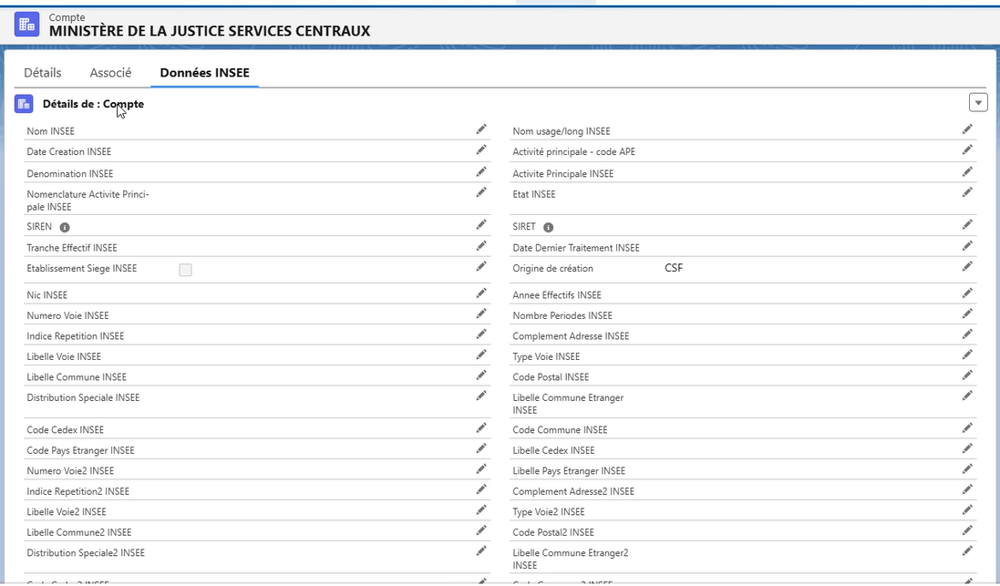 Compte
MINISTÈRE DE LA JUSTICE SERVICES CENTRAUX
Détails
Associé
Données INSEE
Détails de : Compte
Nom INSEE
Nom usage/long INSEE
Date Creation INSEE
Activité principale - code APE
Denomination INSEE
Activite Principale INSEE
Nomenclature Activite Princi-
pale INSEE
Etat INSEE
SIREN
SIRET
Tranche Effectif INSEE
Date Dernier Traitement INSEE
Etablissement Siege INSEE
Origine de création
CSF
Nic INSEE
Annee Effectifs INSEE
Numero Voie INSEE
Nombre Periodes INSEE
Indice Repetition INSEE
Complement Adresse INSEE
Libelle Voie INSEE
Type Voie INSEE
Libelle Commune INSEE
Code Postal INSEE
Distribution Speciale INSEE
Libelle Commune Etranger
INSEE
Code Cedex INSEE
Code Commune INSEE
Code Pays Etranger INSEE
Libelle Cedex INSEE
Numero Voie2 INSEE
Libelle Pays Etranger INSEE
Indice Repetition2 INSEE
Complement Adresse2 INSEE
Libelle Voie2 INSEE
Type Voie2 INSEE
Libelle Commune2 INSEE
Code Postal2 INSEE
Distribution Speciale2 INSEE
Libelle Commune Etranger2
INSEE